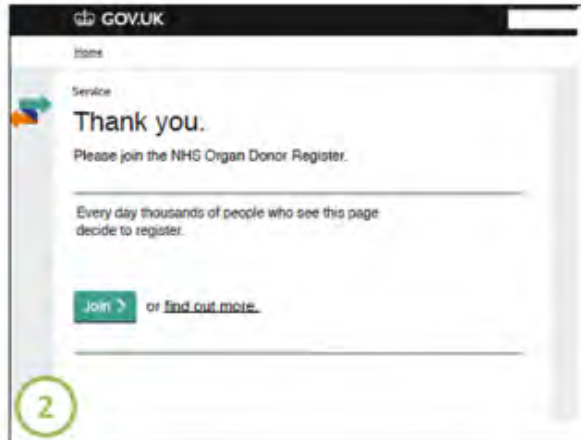 GOV.UK
Home
Service
Thank you.
Please join the NHS Organ Donor Register.
Every day thousands of people who see this page
decide to register.
Join
or find out more.
2